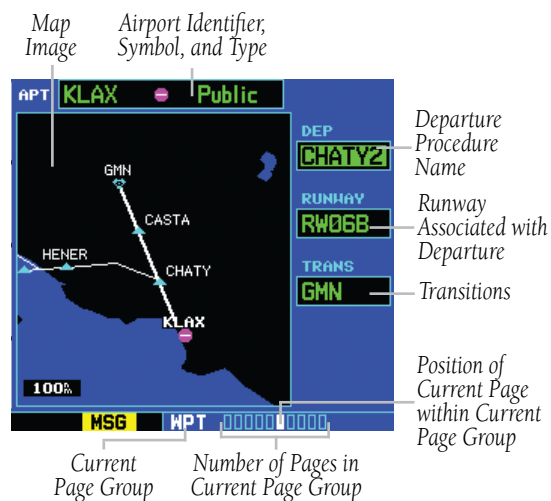 Map
Image
Airport Identifier,
Symbol, and Type
APT KLAX Public
DEP
CHATY2
Departure
Procedure
Name
GMN
CASTA
RUNWAY
RW06B
Runway
Associated with
Departure
HENER
CHATY
TRANS
GMN
Transitions
KLAX
100
Position of
Current Page
within Current
Page Group
MSG WPT
Current
Page Group
Number of Pages in
Current Page Group